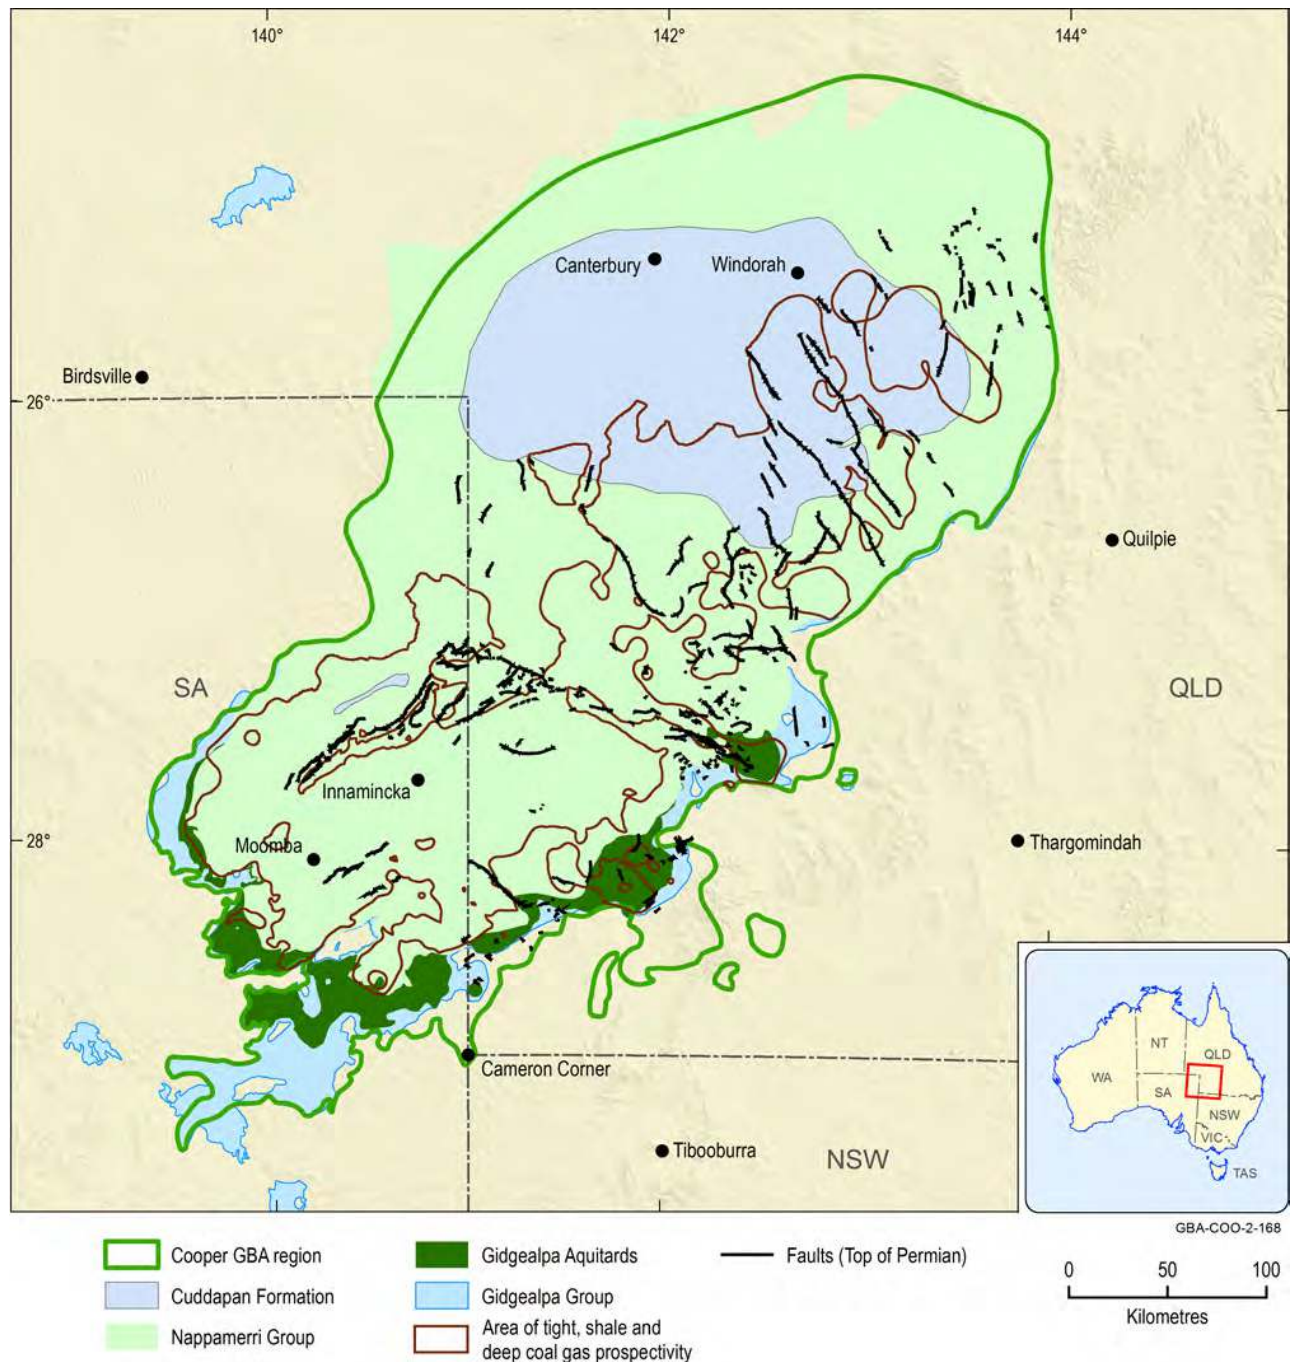 140°
142°
144°
Canterbury
Windorah
Birdsville
26°
Quilpie
SA
QLD
Innamincka
Moomba
28°
Thargomindah
Cameron Corner
Tibooburra
NSW
NT
QLD
WA
SA
NSW
VIC
TAS
GBA-COO-2-168
Cooper GBA region
Cuddapan Formation
Nappamerri Group
Gidgealpa Aquitards
Gidgealpa Group
Area of tight, shale and
deep coal gas prospectivity
Faults (Top of Permian)
0 50 100
Kilometres